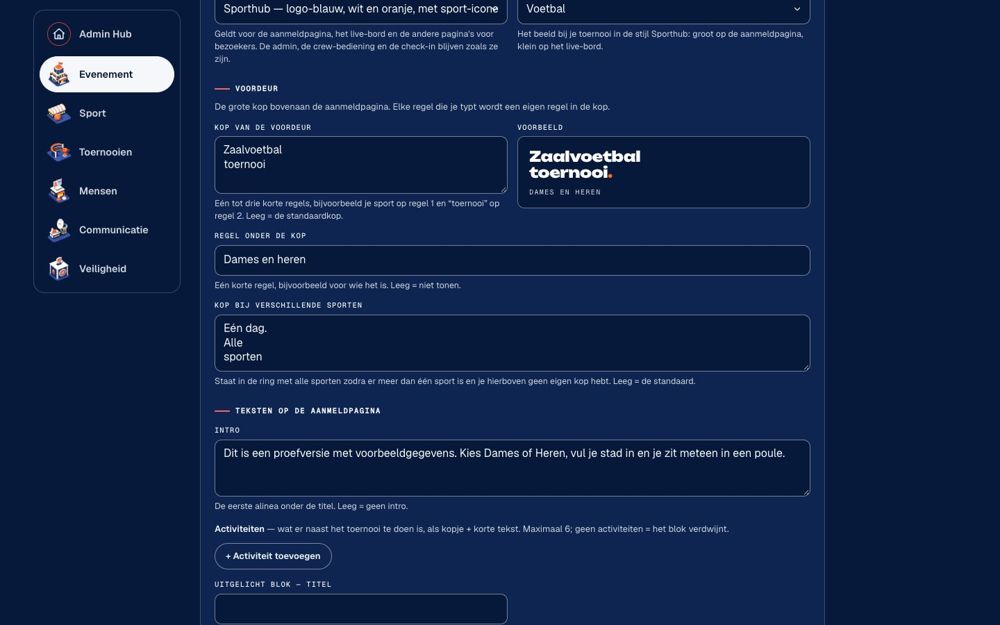 Admin Hub
Evenement
Sport
Toernooien
Mensen
Communicatie
Veiligheid
Sporthub — logo-blauw, wit en oranje, met sport-icone
Voetbal
Geldt voor de aanmeldpagina, het live-bord en de andere pagina's voor
bezoekers. De admin, de crew-bediening en de check-in blijven zoals ze
zijn.
Het beeld bij je toernooi in de stijl Sporthub: groot op de aanmeldpagina,
klein op het live-bord.
VOORDEUR
De grote kop bovenaan de aanmeldpagina. Elke regel die je typt wordt een eigen regel in de kop.
KOP VAN DE VOORDEUR
Zaalvoetbal
toernooi
Eén tot drie korte regels, bijvoorbeeld je sport op regel 1 en “toernooi” op
regel 2. Leeg = de standaardkop.
VOORBEELD
Zaalvoetbal
toernooi.
DAMES EN HEREN
REGEL ONDER DE KOP
Dames en heren
Eén korte regel, bijvoorbeeld voor wie het is. Leeg = niet tonen.
KOP BIJ VERSCHILLENDE SPORTEN
Eén dag.
Alle
sporten
Staat in de ring met alle sporten zodra er meer dan één sport is en je hierboven geen eigen kop hebt. Leeg = de standaard.
TEKSTEN OP DE AANMELDPAGINA
INTRO
Dit is een proefversie met voorbeeldgegevens. Kies Dames of Heren, vul je stad in en je zit meteen in een poule.
De eerste alinea onder de titel. Leeg = geen intro.
Activiteiten — wat er naast het toernooi te doen is, als kopje + korte tekst. Maximaal 6; geen activiteiten = het blok verdwijnt.
+ Activiteit toevoegen
UITGELICHT BLOK — TITEL